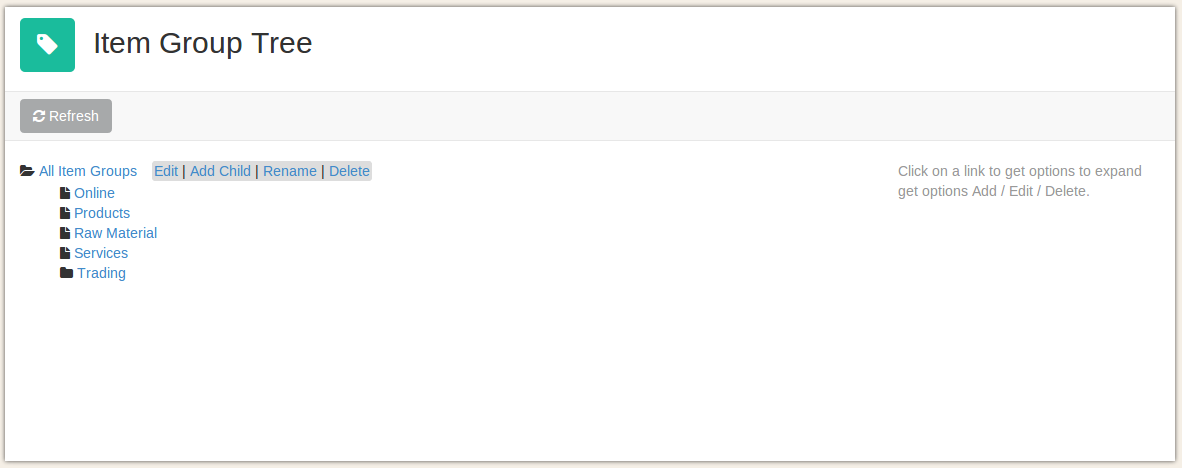 Item Group Tree
Refresh
All Item Groups Edit | Add Child | Rename | Delete
Click on a link to get options to expand
get options Add / Edit / Delete.
Online
Products
Raw Material
Services
Trading